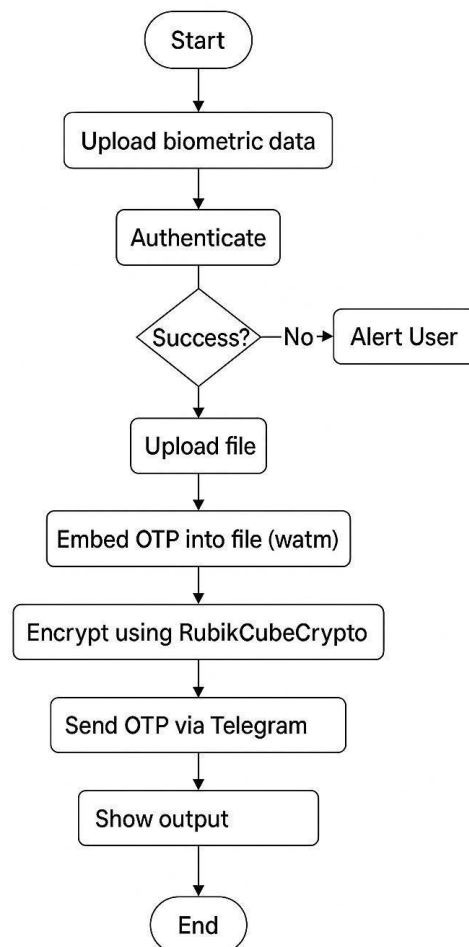 Start
Upload biometric data
Authenticate
Success?
No
Alert User
Upload file
Embed OTP into file (watm)
Encrypt using RubikCubeCrypto
Send OTP via Telegram
Show output
End